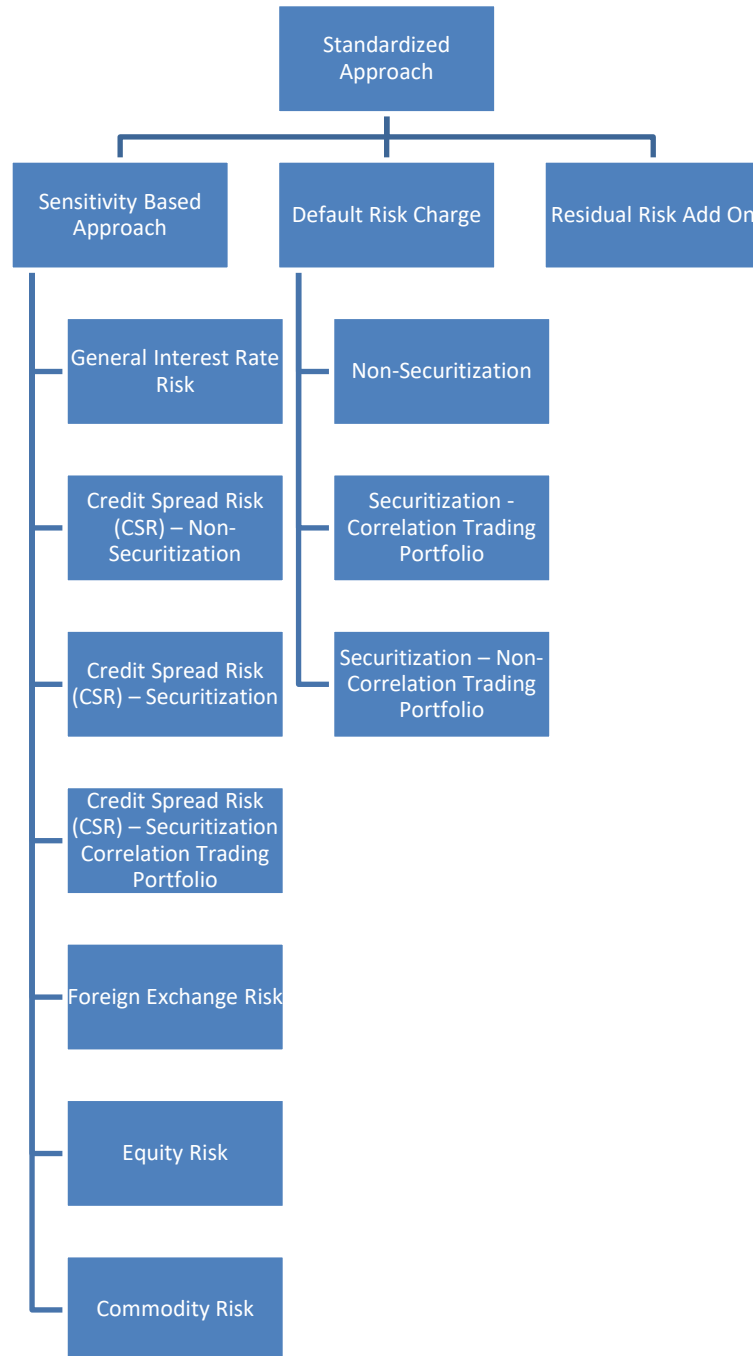 Standardized
Approach
Sensitivity Based
Approach
Default Risk Charge
Residual Risk Add On
General Interest Rate
Risk
Non-Securitization
Credit Spread Risk
(CSR) – Non-
Securitization
Securitization -
Correlation Trading
Portfolio
Credit Spread Risk
(CSR) – Securitization
Securitization – Non-
Correlation Trading
Portfolio
Credit Spread Risk
(CSR) – Securitization
Correlation Trading
Portfolio
Foreign Exchange Risk
Equity Risk
Commodity Risk